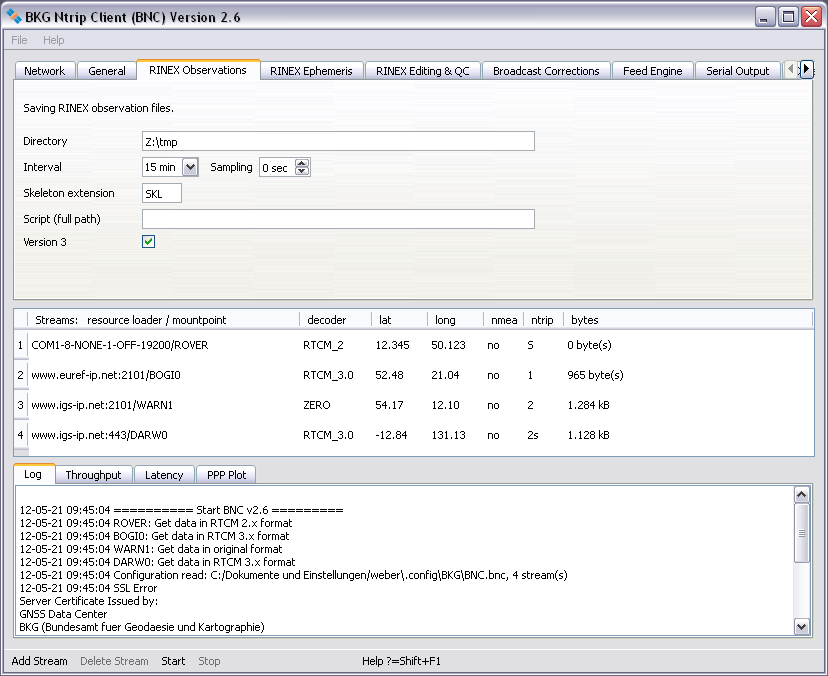 BKG Ntrip Client (BNC) Version 2.6
File Help
Network General RINEX Observations RINEX Ephemeris RINEX Editing & QC Broadcast Corrections Feed Engine Serial Output
Saving RINEX observation files.
Directory Z:\tmp
Interval 15 min Sampling 0 sec
Skeleton extension SKL
Script (full path)
Version 3
Streams: resource loader / mountpoint decoder lat long nmea ntrip bytes
1 COM1-8-NONE-1-OFF-19200/ROVER RTCM_2 12.345 50.123 no S 0 byte(s)
2 www.euref-ip.net:2101/BOGI0 RTCM_3.0 52.48 21.04 no 1 965 byte(s)
3 www.igs-ip.net:2101/WARN1 ZERO 54.17 12.10 no 2 1.284 kB
4 www.igs-ip.net:443/DARW0 RTCM_3.0 -12.84 131.13 no 2s 1.128 kB
Log Throughput Latency PPP Plot
12-05-21 09:45:04 ========== Start BNC v2.6 =========
12-05-21 09:45:04 ROVER: Get data in RTCM 2.x format
12-05-21 09:45:04 BOGI0: Get data in RTCM 3.x format
12-05-21 09:45:04 WARN1: Get data in original format
12-05-21 09:45:04 DARW0: Get data in RTCM 3.x format
12-05-21 09:45:04 Configuration read: C:/Dokumente und Einstellungen/weber\.config\BKG\BNC.bnc, 4 stream(s)
12-05-21 09:45:04 SSL Error
Server Certificate Issued by:
GNSS Data Center
BKG (Bundesamt fuer Geodaesie und Kartographie)
Add Stream Delete Stream Start Stop Help ?=Shift+F1